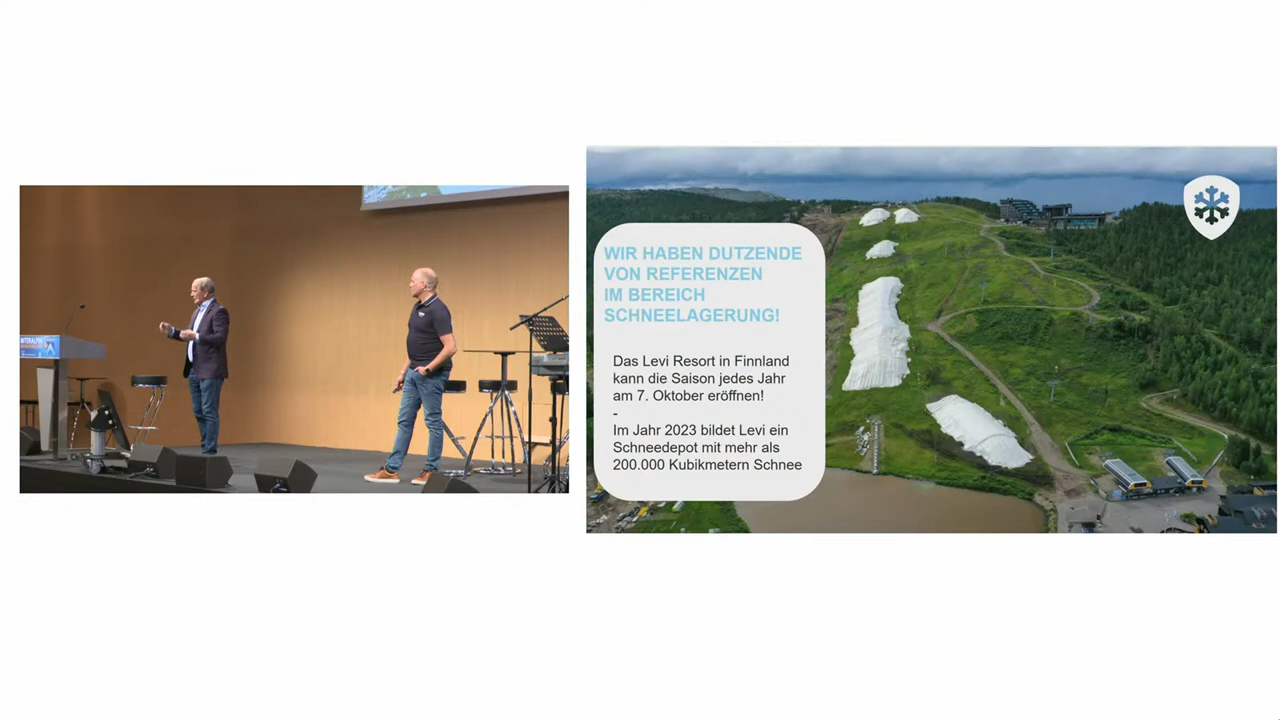 INTERALPIN
WIR HABEN DUTZENDE
VON REFERENZEN
IM BEREICH
SCHNEELAGERUNG!
Das Levi Resort in Finnland
kann die Saison jedes Jahr
am 7. Oktober eröffnen!
-
Im Jahr 2023 bildet Levi ein
Schneedepot mit mehr als
200.000 Kubikmetern Schnee